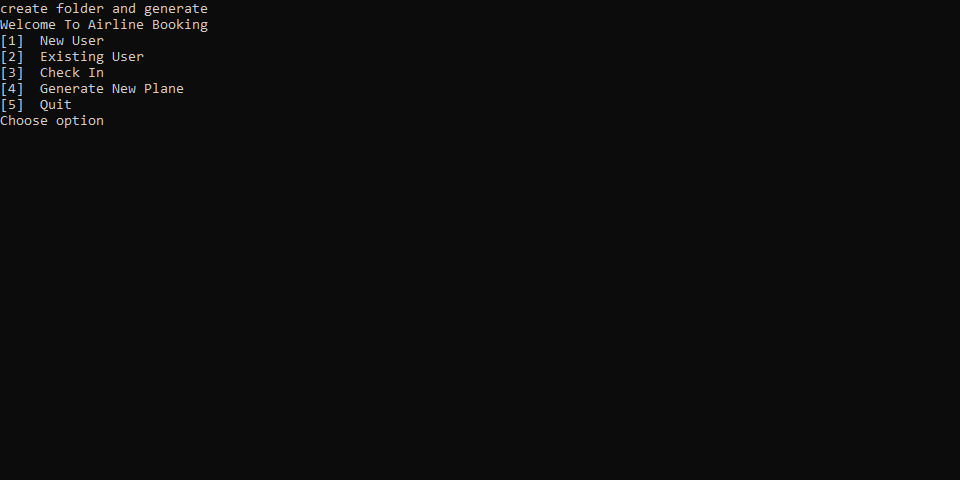 create folder and generate
Welcome To Airline Booking
[1]  New User
[2]  Existing User
[3]  Check In
[4]  Generate New Plane
[5]  Quit
Choose option